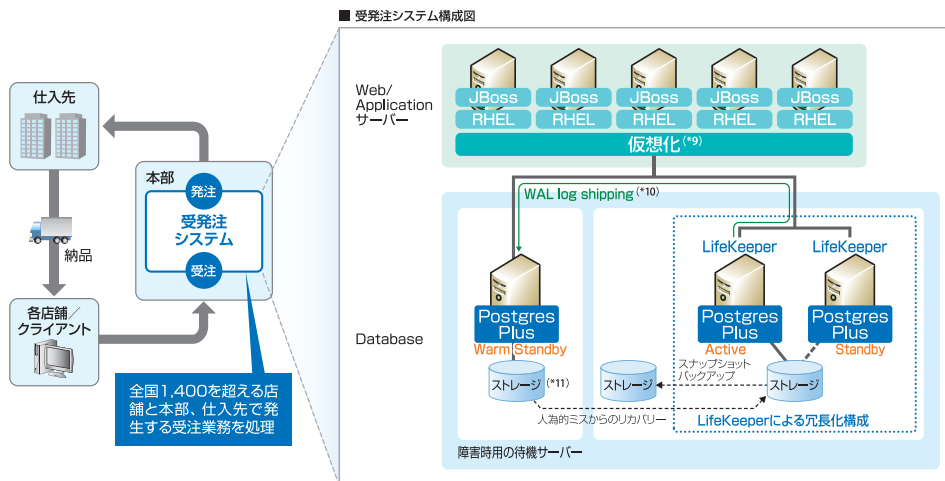 ■ 受発注システム構成図
仕入先
納品
各店舗／
クライアント
本部
発注
受発注
システム
受注
全国1,400を超える店
舗と本部、仕入先で発
生する受注業務を処理
Web/
Application
サーバー
JBoss
RHEL
JBoss
RHEL
JBoss
RHEL
JBoss
RHEL
JBoss
RHEL
仮想化(*9)
WAL log shipping(*10)
Database
Postgres
Plus
Warm Standby
ストレージ
(*11)
LifeKeeper
LifeKeeper
Postgres
Plus
Active
Postgres
Plus
Standby
スナップショット
バックアップ
ストレージ
ストレージ
人為的ミスからのリカバリー
LifeKeeperによる冗長化構成
障害時用の待機サーバー